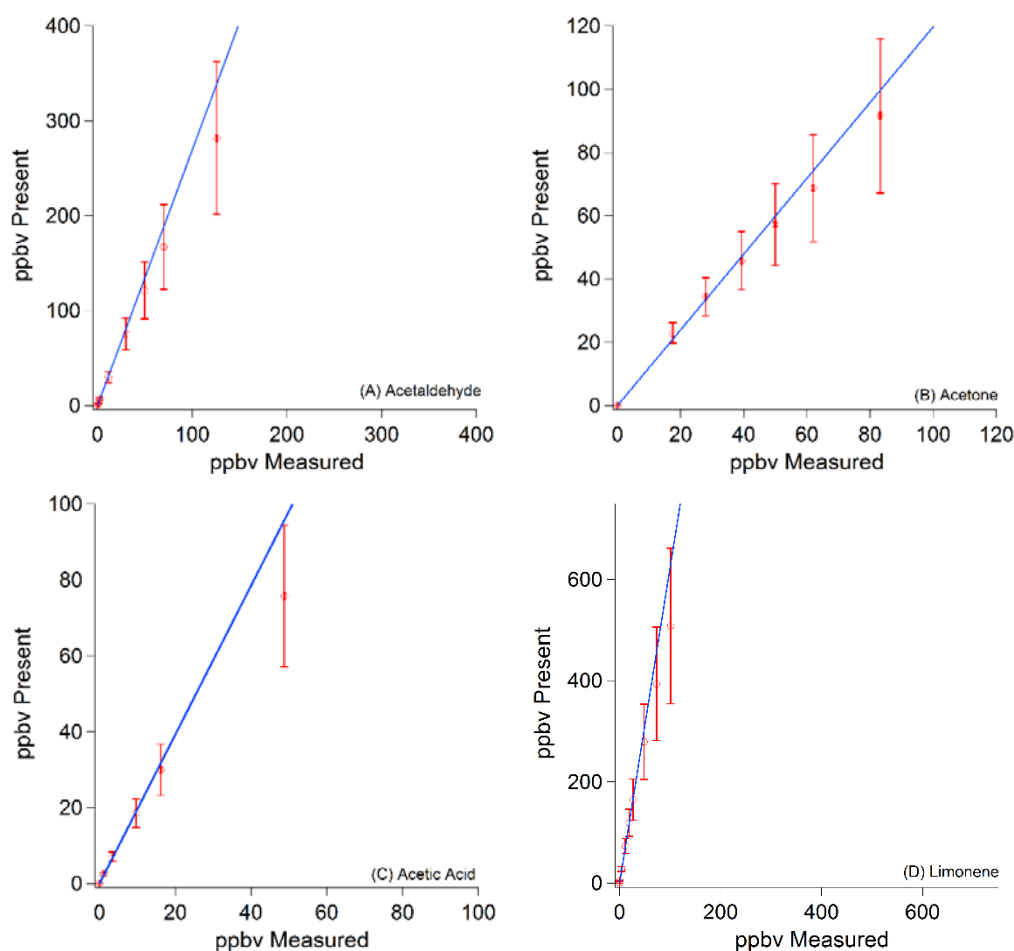 400
300
200
100
0
ppbv Present
(A) Acetaldehyde
0 100 200 300 400
ppbv Measured
120
100
80
60
40
20
0
ppbv Present
(B) Acetone
0 20 40 60 80 100 120
ppbv Measured
100
80
60
40
20
0
ppbv Present
(C) Acetic Acid
0 20 40 60 80 100
ppbv Measured
600
400
200
0
ppbv Present
(D) Limonene
0 200 400 600
ppbv Measured